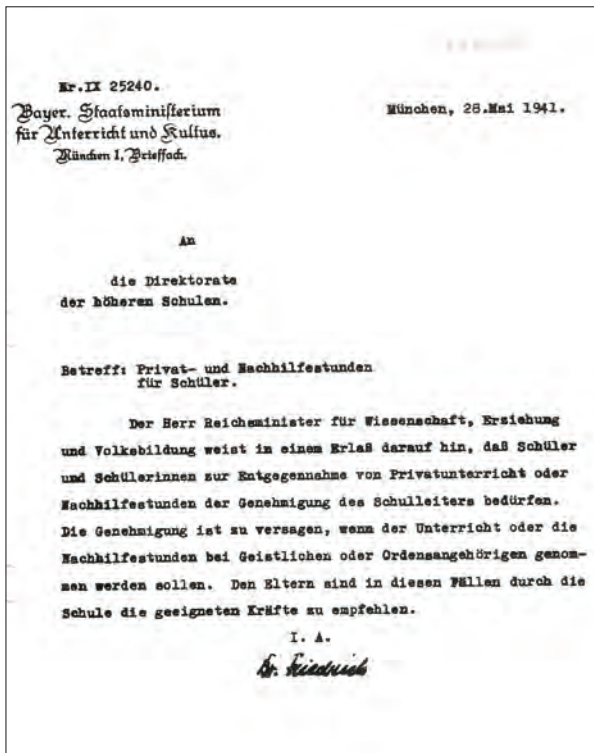 Nr.IX 25240.
Bayer. Staatsministerium
für Unterricht und Kultus.
München 1, Brieffach.
München, 28.Mai 1941.
An
die Direktorate
der höheren Schulen.
Betreff: Privat- und Nachhilfestunden
für Schüler.
Der Herr Reichsminister für Wissenschaft, Erziehung
und Volksbildung weist in einem Erlaß darauf hin, daß Schüler
und Schülerinnen zur Entgegennahme von Privatunterricht oder
Nachhilfestunden der Genehmigung des Schulleiters bedürfen.
Die Genehmigung ist zu versagen, wenn der Unterricht oder die
Nachhilfestunden bei Geistlichen oder Ordensangehörigen genom-
men werden sollen. Den Eltern sind in diesen Fällen durch die
Schule die geeigneten Kräfte zu empfehlen.
I. A.
Dr. Friedrich